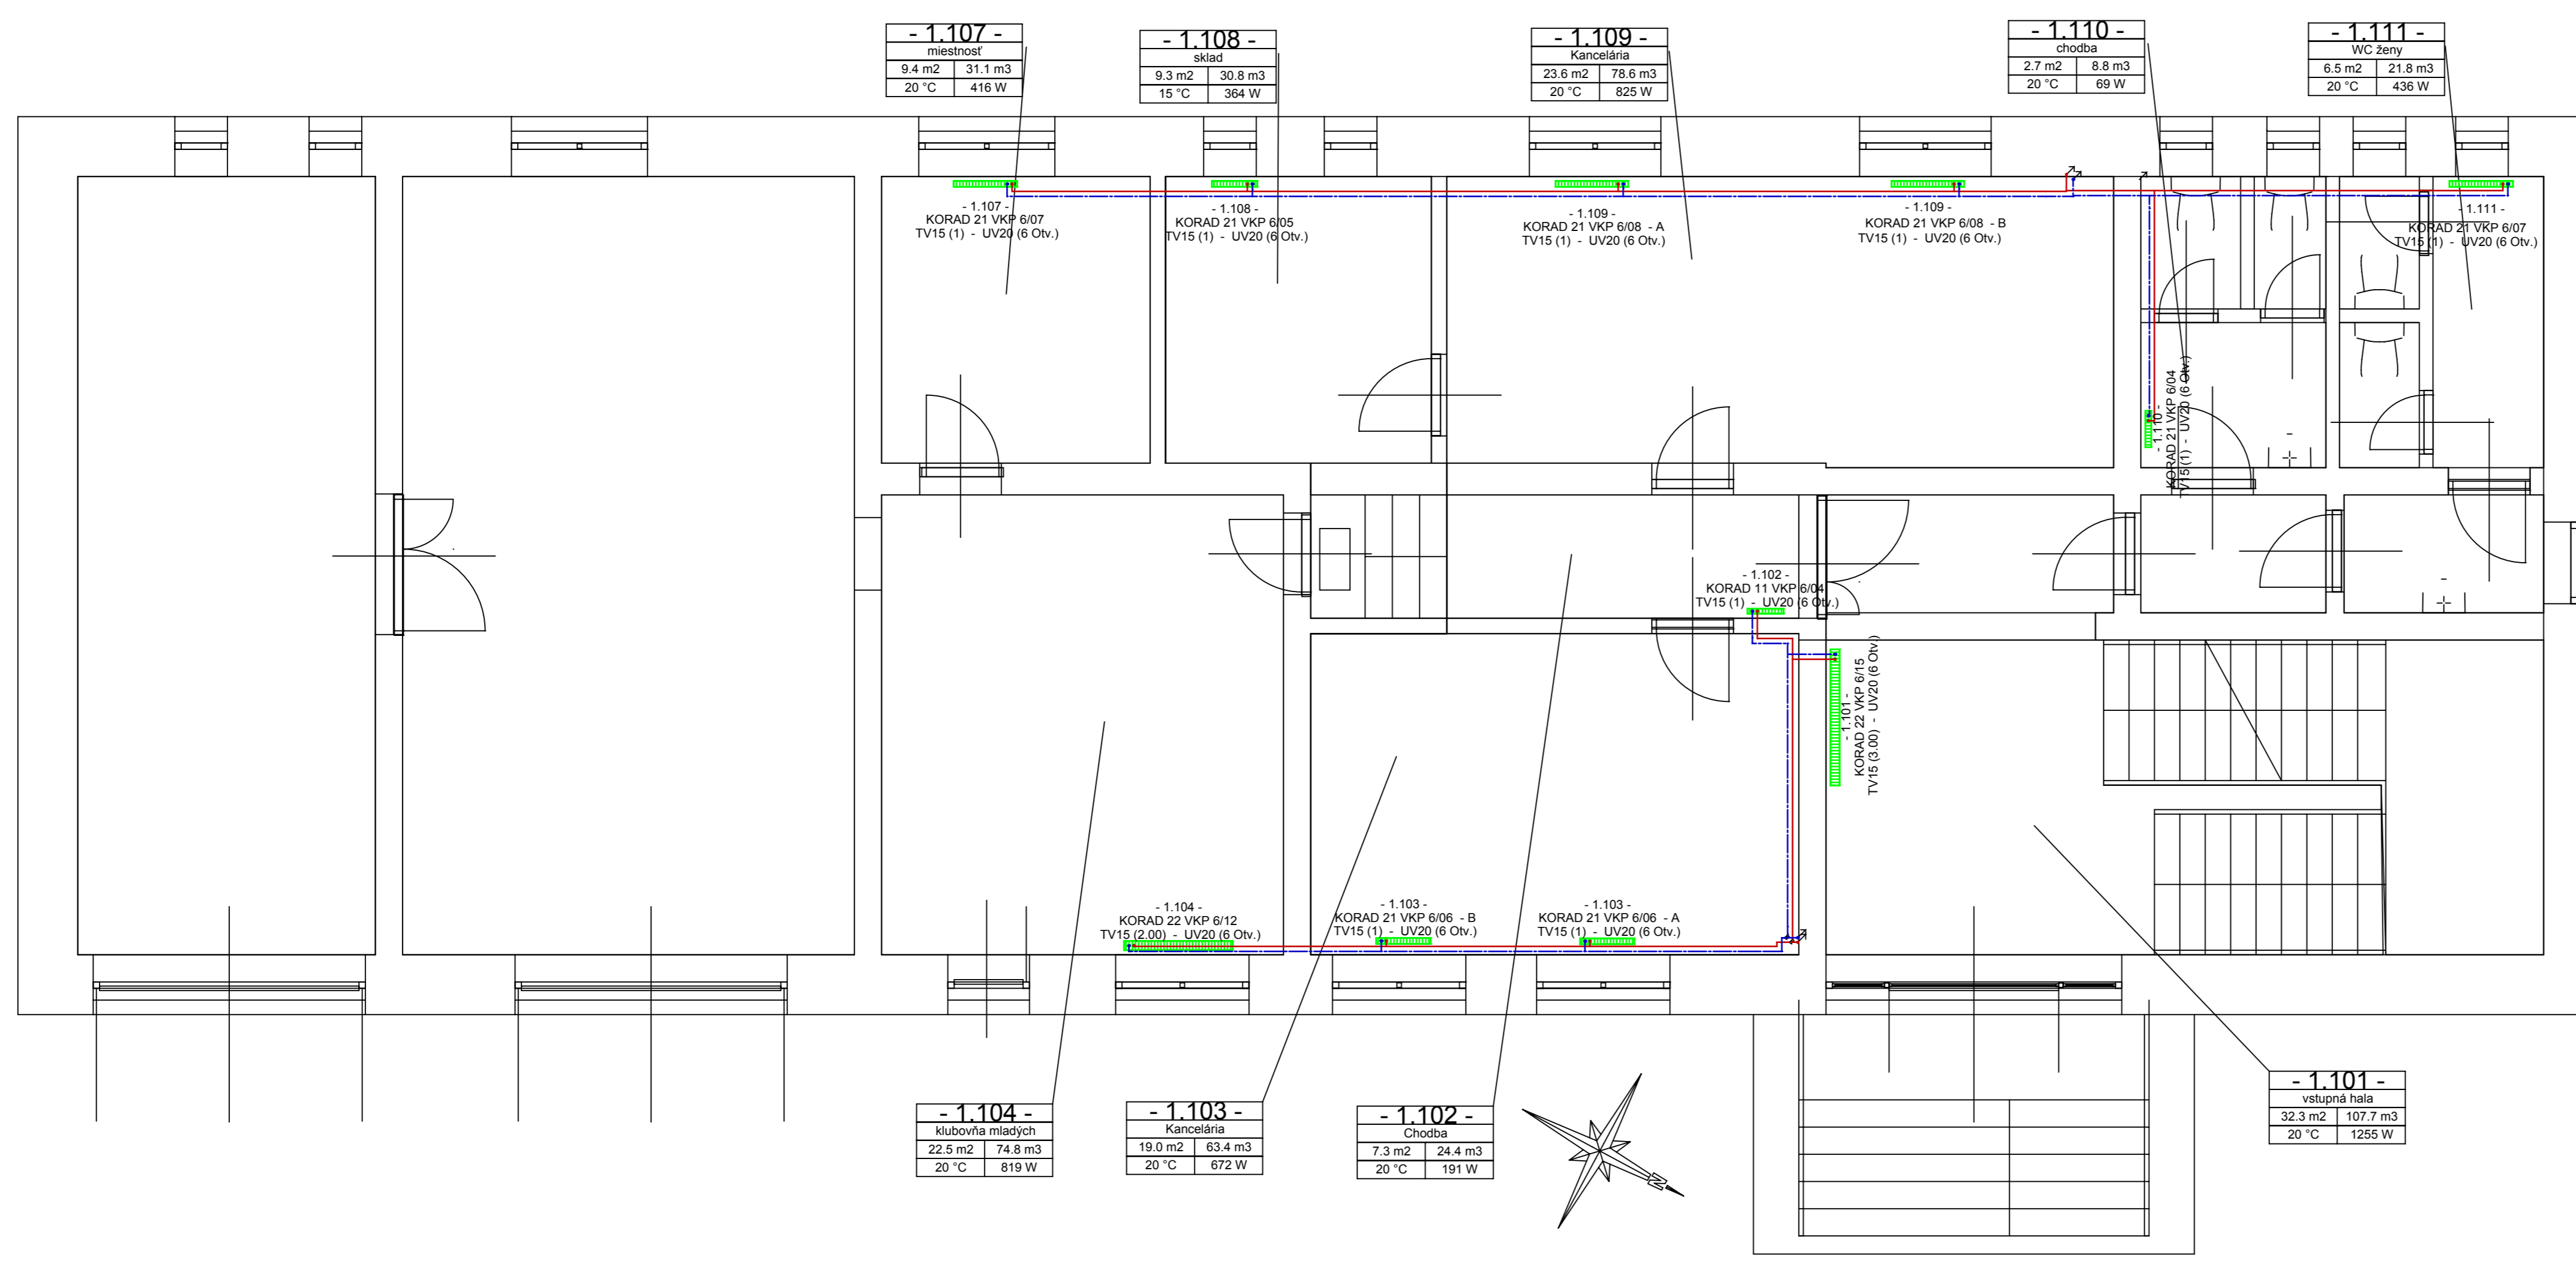 - 1.107 -
miestnosť
9.4 m2 31.1 m3
20 °C 416 W
- 1.108 -
sklad
9.3 m2 30.8 m3
15 °C 364 W
- 1.109 -
Kancelária
23.6 m2 78.6 m3
20 °C 825 W
- 1.110 -
chodba
2.7 m2 8.8 m3
20 °C 69 W
- 1.111 -
WC ženy
6.5 m2 21.8 m3
20 °C 436 W
- 1.107 -
KORAD 21 VKP 6/07
TV15 (1) - UV20 (6 Otv.)
- 1.108 -
KORAD 21 VKP 6/05
TV15 (1) - UV20 (6 Otv.)
- 1.109 -
KORAD 21 VKP 6/08 - A
TV15 (1) - UV20 (6 Otv.)
- 1.109 -
KORAD 21 VKP 6/08 - B
TV15 (1) - UV20 (6 Otv.)
- 1.111 -
KORAD 21 VKP 6/07
TV15 (1) - UV20 (6 Otv.)
- 1.110 -
KORAD 21 VKP 6/04
TV15 (1) - UV20 (6 Otv.)
- 1.102 -
KORAD 11 VKP 6/04
TV15 (1) - UV20 (6 Otv.)
- 1.101 -
KORAD 22 VKP 6/15
TV15 (3.00) - UV20 (6 Otv.)
- 1.104 -
KORAD 22 VKP 6/12
TV15 (2.00) - UV20 (6 Otv.)
- 1.103 -
KORAD 21 VKP 6/06 - B
TV15 (1) - UV20 (6 Otv.)
- 1.103 -
KORAD 21 VKP 6/06 - A
TV15 (1) - UV20 (6 Otv.)
- 1.104 -
klubovňa mladých
22.5 m2 74.8 m3
20 °C 819 W
- 1.103 -
Kancelária
19.0 m2 63.4 m3
20 °C 672 W
- 1.102 -
Chodba
7.3 m2 24.4 m3
20 °C 191 W
N
- 1.101 -
vstupná hala
32.3 m2 107.7 m3
20 °C 1255 W